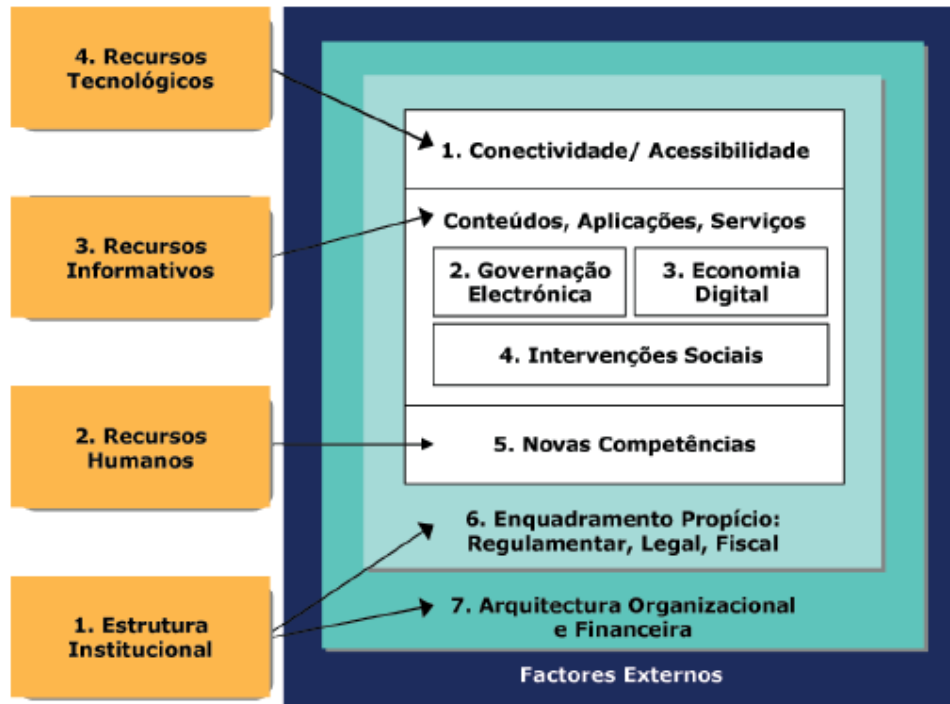 4. Recursos
Tecnológicos
3. Recursos
Informativos
2. Recursos
Humanos
1. Estrutura
Institucional
1. Conectividade/ Acessibilidade
Conteúdos, Aplicações, Serviços
2. Governação
Electrónica
3. Economia
Digital
4. Intervenções Sociais
5. Novas Competências
6. Enquadramento Propício:
Regulamentar, Legal, Fiscal
7. Arquitectura Organizacional
e Financeira
Factores Externos